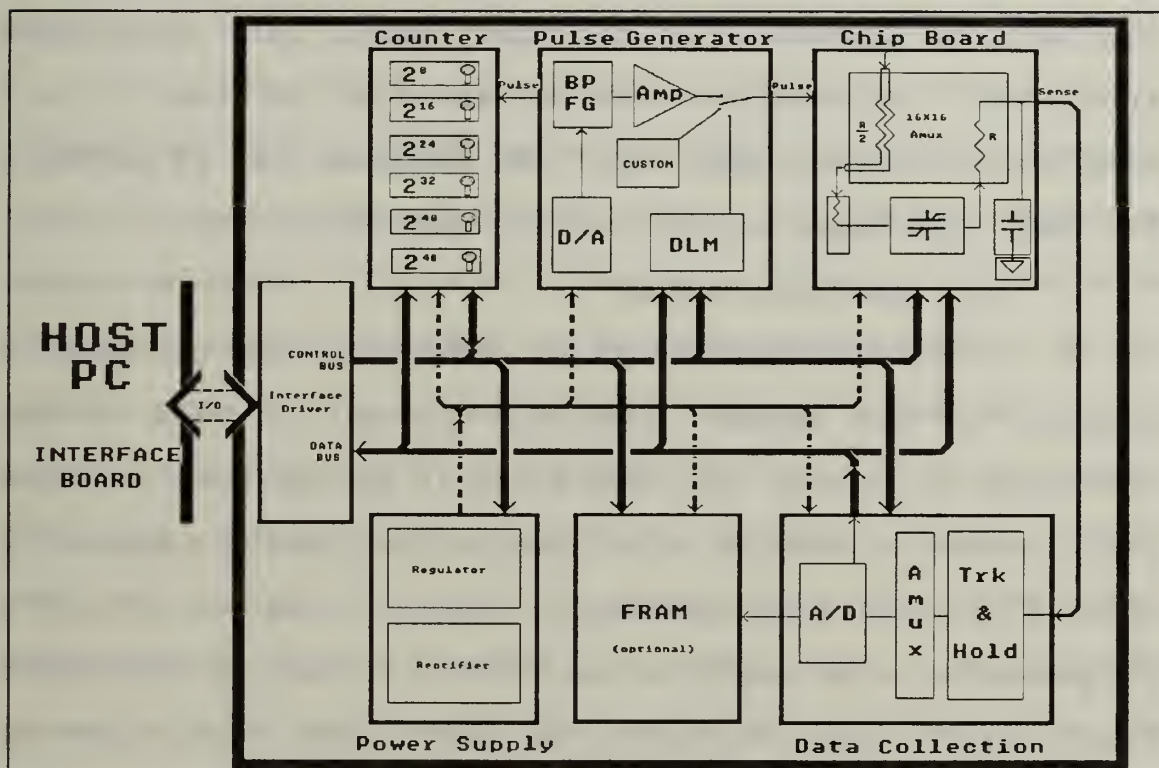 Counter
Pulse Generator
Chip Board
2⁸
2¹⁶
2²⁴
2³²
2⁴⁰
2⁴⁸
Pulse
BP
FG
Amp
CUSTOM
D/A
DLM
Pulse
R/2
16X16
Amux
R
Sense
HOST
PC
I/O
INTERFACE
BOARD
CONTROL
BUS
Interface
Driver
DATA
BUS
Regulator
Rectifier
FRAM
(optional)
A/D
Amux
Trk
&
Hold
Power Supply
Data Collection